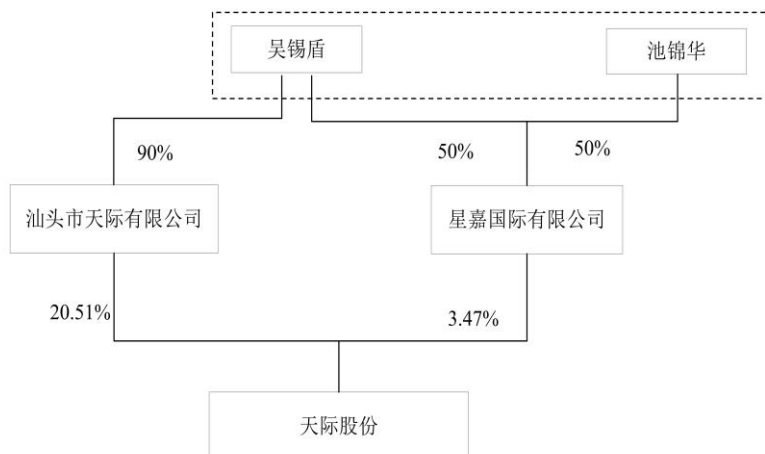 吴锡盾
池锦华
90%
50%
50%
汕头市天际有限公司
星嘉国际有限公司
20.51%
3.47%
天际股份